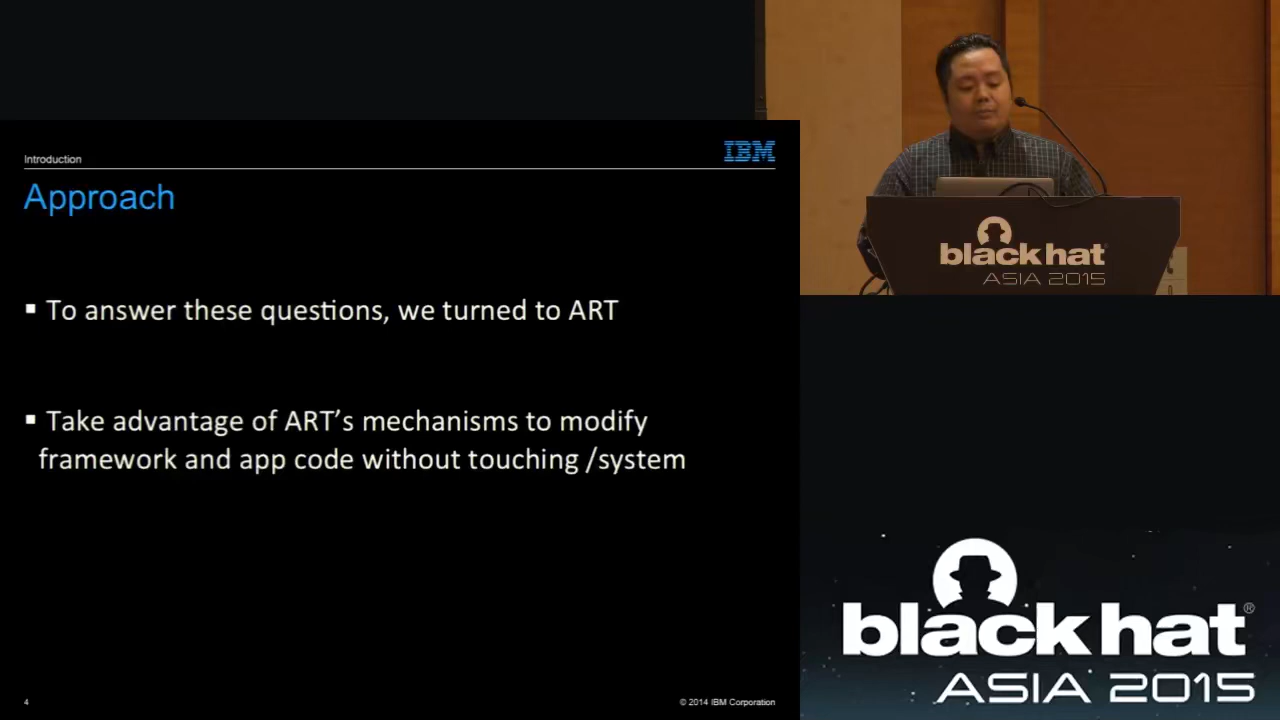 Introduction
IBM
Approach
▪ To answer these questions, we turned to ART
▪ Take advantage of ART's mechanisms to modify
framework and app code without touching /system
4
© 2014 IBM Corporation
black hat
ASIA 2015
black hat®
ASIA 2015